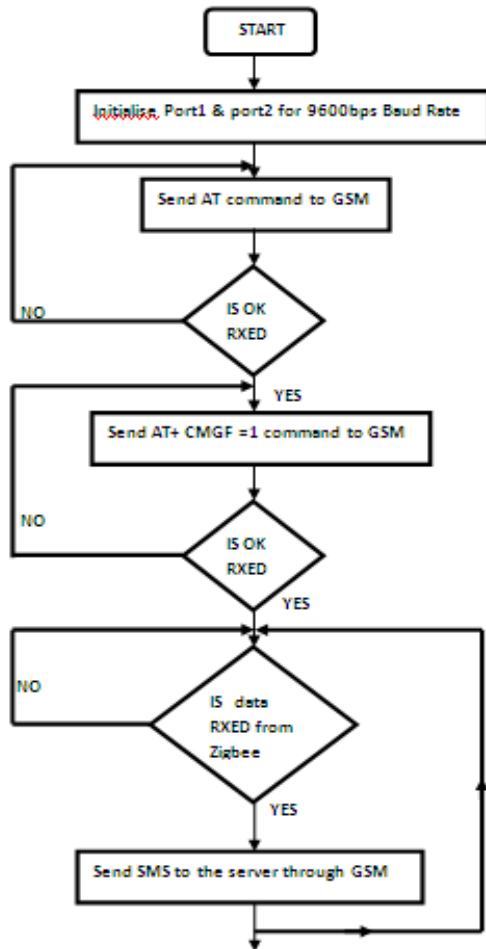 START
Initialise Port1 & port2 for 9600bps Baud Rate
Send AT command to GSM
IS OK
RXED
NO
YES
Send AT+ CMGF =1 command to GSM
NO
IS OK
RXED
YES
NO
IS data
RXED from
Zigbee
YES
Send SMS to the server through GSM